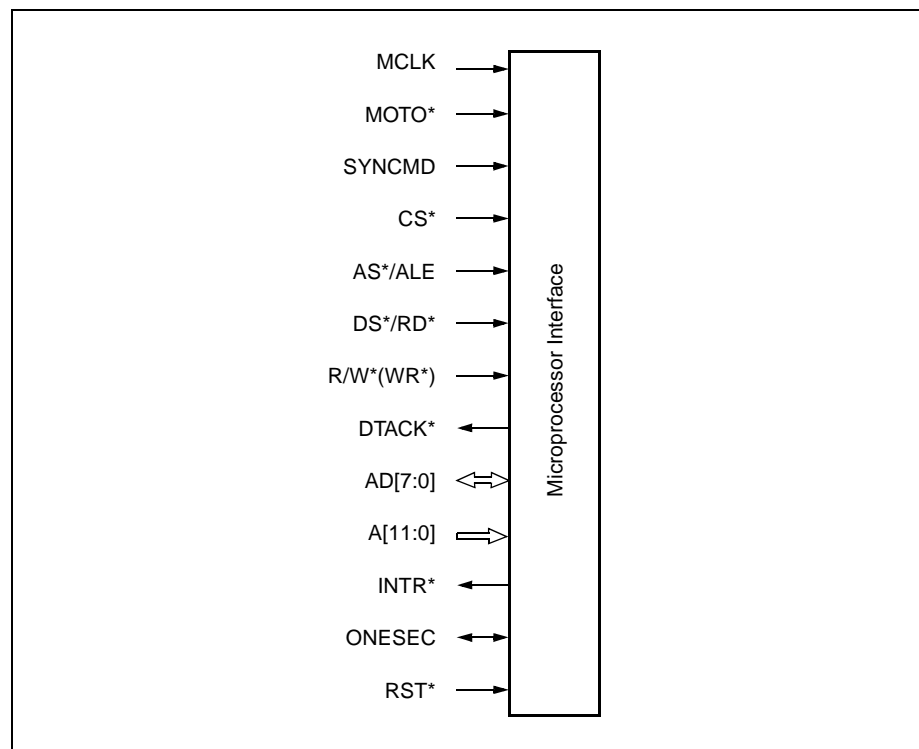 MCLK
MOTO*
SYNCMD
CS*
AS*/ALE
DS*/RD*
R/W*(WR*)
DTACK*
AD[7:0]
A[11:0]
INTR*
ONESEC
RST*
Microprocessor Interface